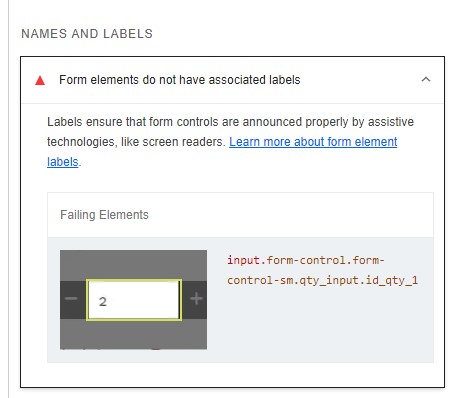 NAMES AND LABELS
Form elements do not have associated labels
Labels ensure that form controls are announced properly by assistive
technologies, like screen readers. Learn more about form element
labels.
Failing Elements
input.form-control.form-
− 2 +
control-sm.qty_input.id_qty_1